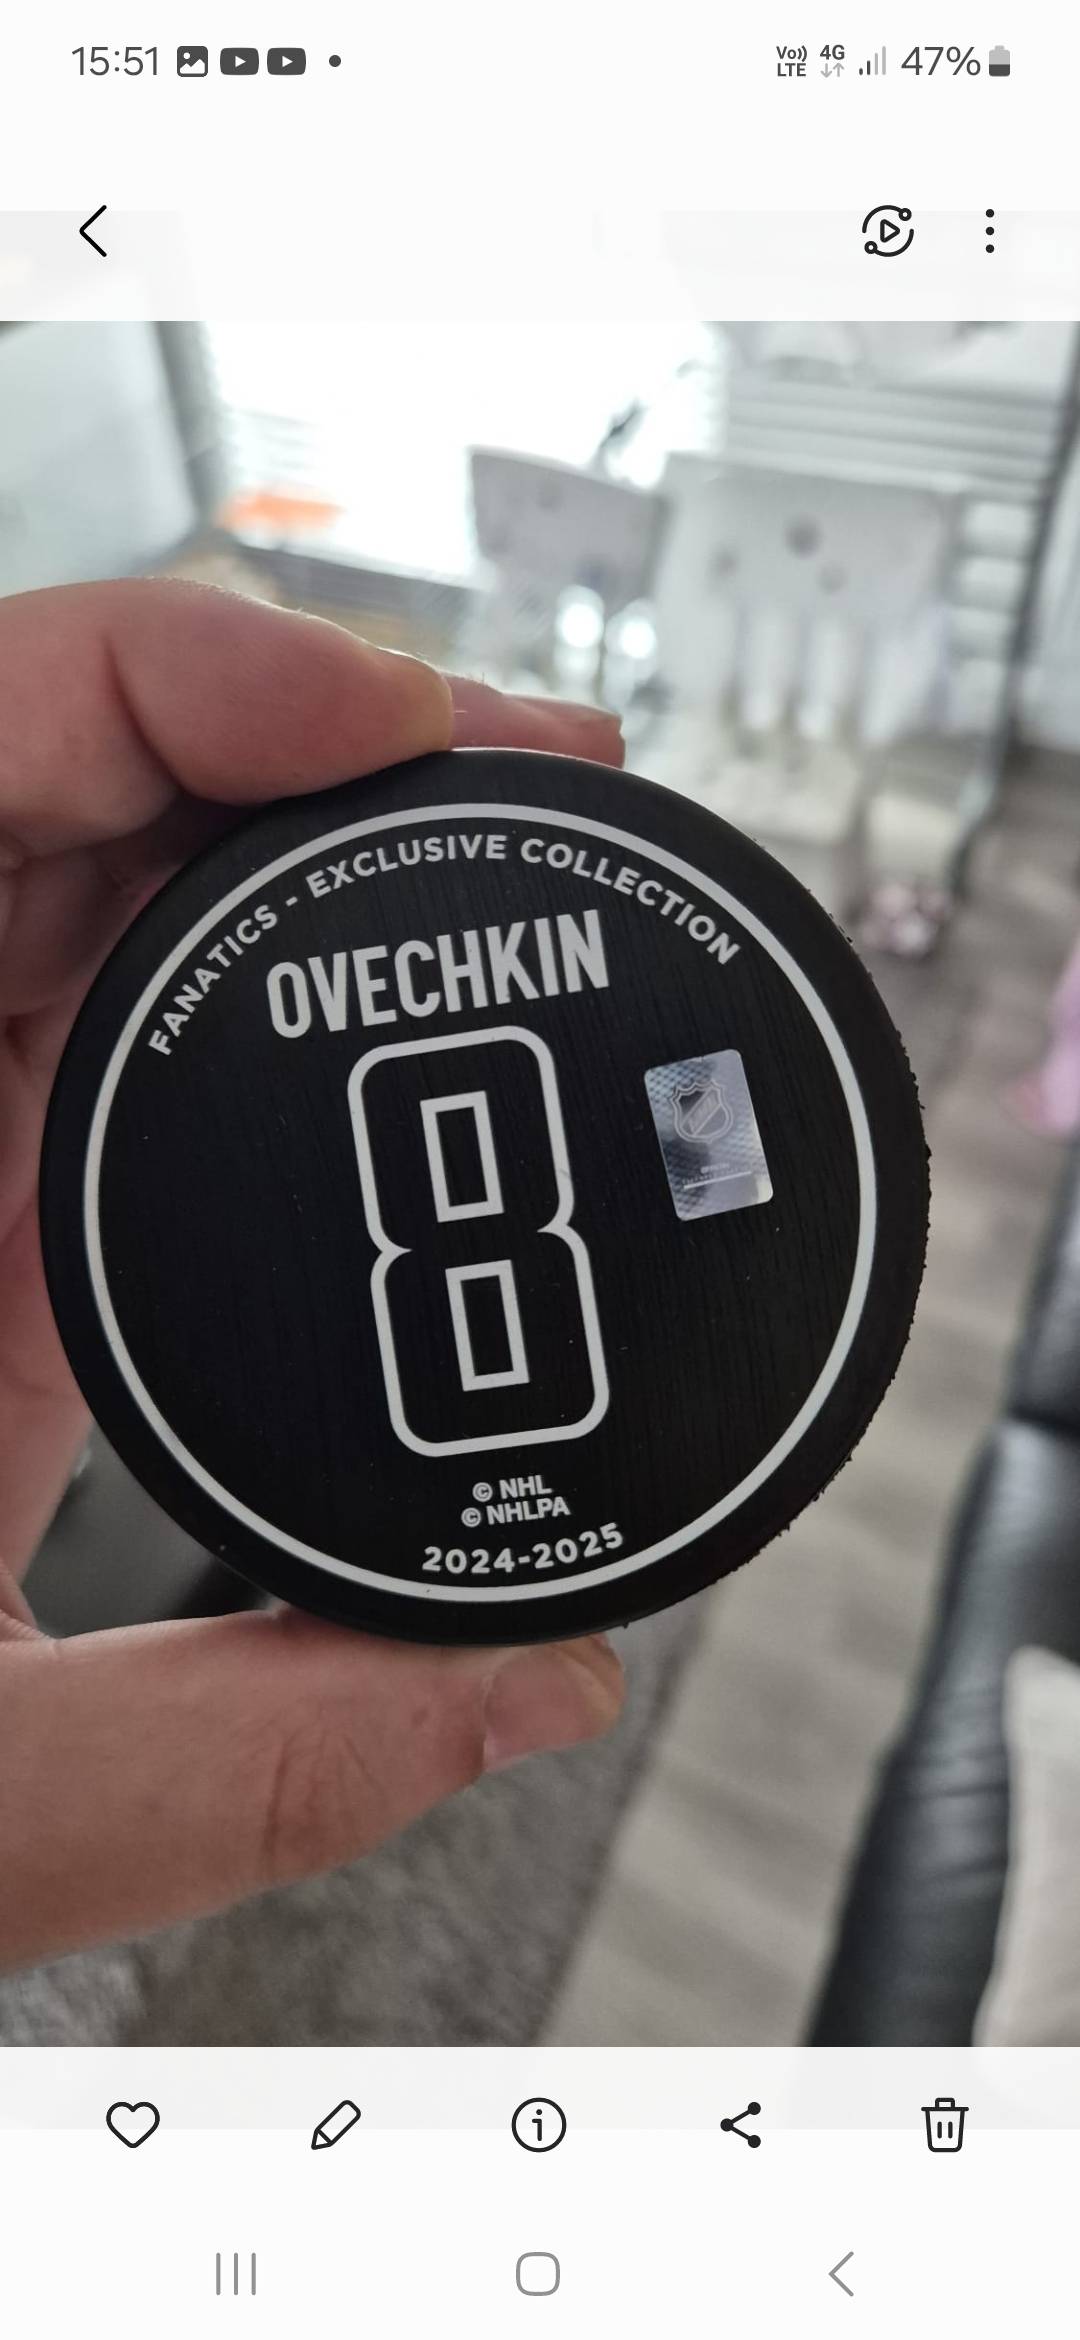 15:51
Vo)) LTE 4G 47%
FANATICS - EXCLUSIVE COLLECTION
OVECHKIN
8
© NHL
© NHLPA
2024-2025